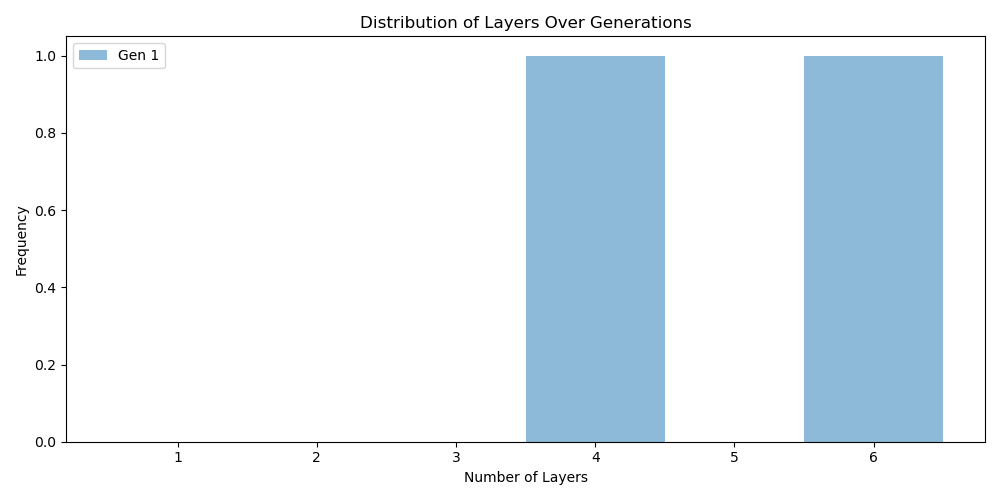 Distribution of Layers Over Generations
Gen 1
1.0
0.8
0.6
0.4
0.2
0.0
Frequency
1 2 3 4 5 6
Number of Layers